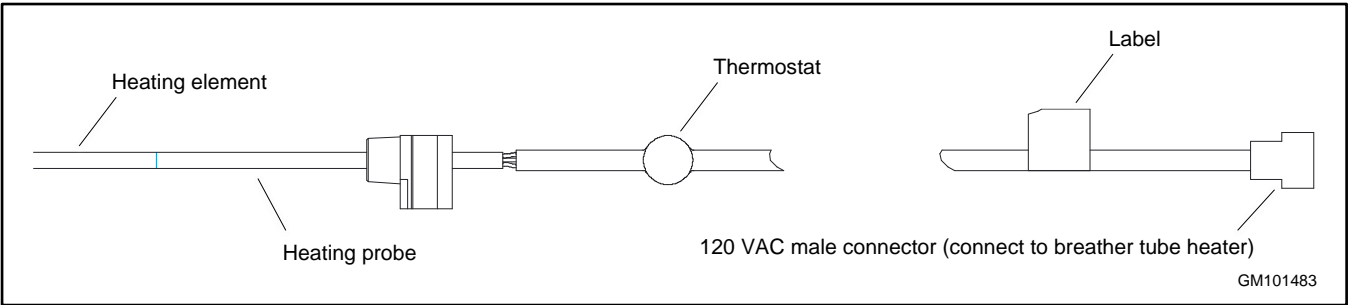 Label
Thermostat
Heating element
Heating probe
120 VAC male connector (connect to breather tube heater)
GM101483